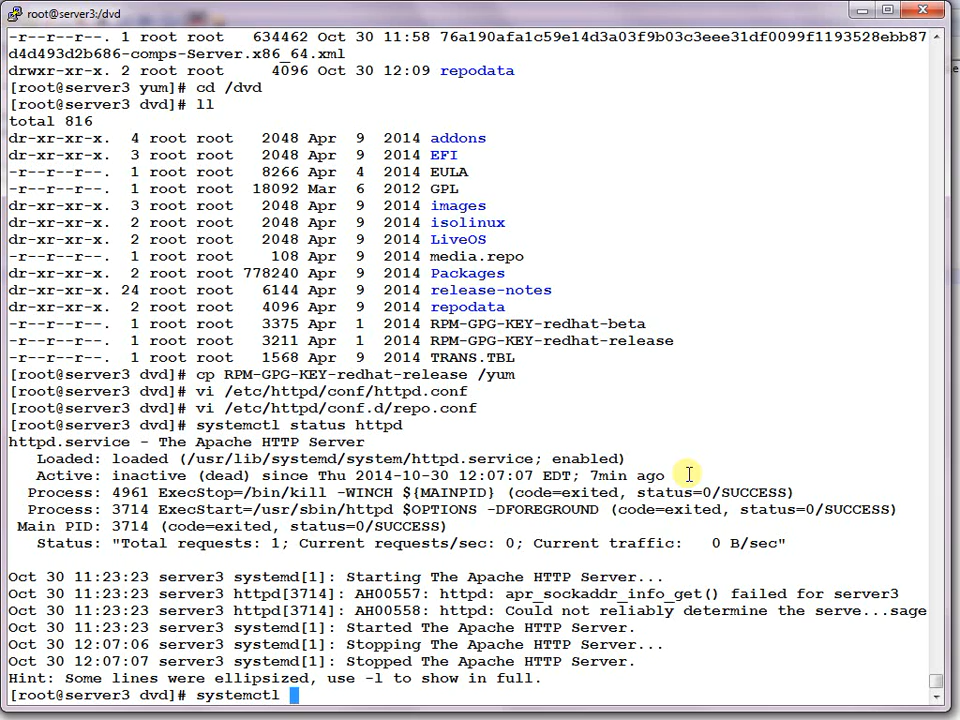 root@server3:/dvd
-r--r--r--. 1 root root   634462 Oct 30 11:58 76a190afa1c59e14d3a03f9b03c3eee31df0099f1193528ebb87
d4d493d2b686-comps-Server.x86_64.xml
drwxr-xr-x. 2 root root     4096 Oct 30 12:09 repodata
[root@server3 yum]# cd /dvd
[root@server3 dvd]# ll
total 816
dr-xr-xr-x.  4 root root   2048 Apr  9  2014 addons
dr-xr-xr-x.  3 root root   2048 Apr  9  2014 EFI
-r--r--r--.  1 root root   8266 Apr  4  2014 EULA
-r--r--r--.  1 root root  18092 Mar  6  2012 GPL
dr-xr-xr-x.  3 root root   2048 Apr  9  2014 images
dr-xr-xr-x.  2 root root   2048 Apr  9  2014 isolinux
dr-xr-xr-x.  2 root root   2048 Apr  9  2014 LiveOS
-r--r--r--.  1 root root    108 Apr  9  2014 media.repo
dr-xr-xr-x.  2 root root 778240 Apr  9  2014 Packages
dr-xr-xr-x. 24 root root   6144 Apr  9  2014 release-notes
dr-xr-xr-x.  2 root root   4096 Apr  9  2014 repodata
-r--r--r--.  1 root root   3375 Apr  1  2014 RPM-GPG-KEY-redhat-beta
-r--r--r--.  1 root root   3211 Apr  1  2014 RPM-GPG-KEY-redhat-release
-r--r--r--.  1 root root   1568 Apr  9  2014 TRANS.TBL
[root@server3 dvd]# cp RPM-GPG-KEY-redhat-release /yum
[root@server3 dvd]# vi /etc/httpd/conf/httpd.conf
[root@server3 dvd]# vi /etc/httpd/conf.d/repo.conf
[root@server3 dvd]# systemctl status httpd
httpd.service - The Apache HTTP Server
   Loaded: loaded (/usr/lib/systemd/system/httpd.service; enabled)
   Active: inactive (dead) since Thu 2014-10-30 12:07:07 EDT; 7min ago
  Process: 4961 ExecStop=/bin/kill -WINCH ${MAINPID} (code=exited, status=0/SUCCESS)
  Process: 3714 ExecStart=/usr/sbin/httpd $OPTIONS -DFOREGROUND (code=exited, status=0/SUCCESS)
 Main PID: 3714 (code=exited, status=0/SUCCESS)
   Status: "Total requests: 1; Current requests/sec: 0; Current traffic:   0 B/sec"
Oct 30 11:23:23 server3 systemd[1]: Starting The Apache HTTP Server...
Oct 30 11:23:23 server3 httpd[3714]: AH00557: httpd: apr_sockaddr_info_get() failed for server3
Oct 30 11:23:23 server3 httpd[3714]: AH00558: httpd: Could not reliably determine the serve...sage
Oct 30 11:23:23 server3 systemd[1]: Started The Apache HTTP Server.
Oct 30 12:07:06 server3 systemd[1]: Stopping The Apache HTTP Server...
Oct 30 12:07:07 server3 systemd[1]: Stopped The Apache HTTP Server.
Hint: Some lines were ellipsized, use -l to show in full.
[root@server3 dvd]# systemctl